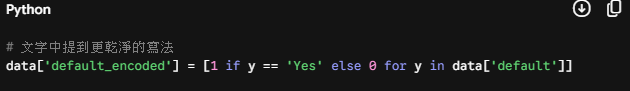 Python
# 文字中提到更乾淨的寫法
data['default_encoded'] = [1 if y == 'Yes' else 0 for y in data['default']]